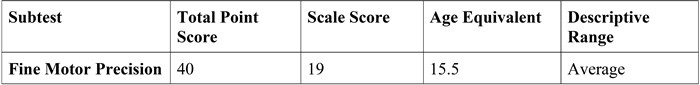 Subtest Total Point Scale Score Age Equivalent Descriptive
Score Range
Fine Motor Precision 40 19 15.5 Average